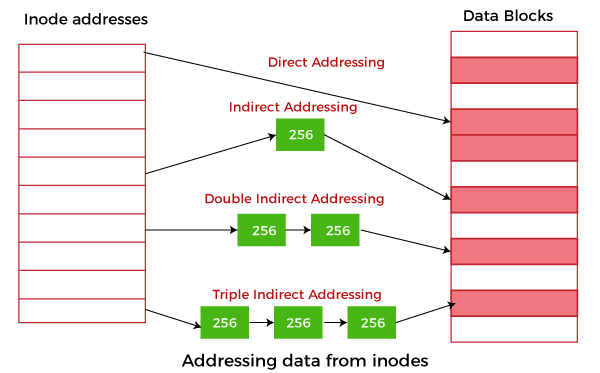 Inode addresses
Data Blocks
Direct Addressing
Indirect Addressing
256
Double Indirect Addressing
256
256
Triple Indirect Addressing
256
256
256
Addressing data from inodes